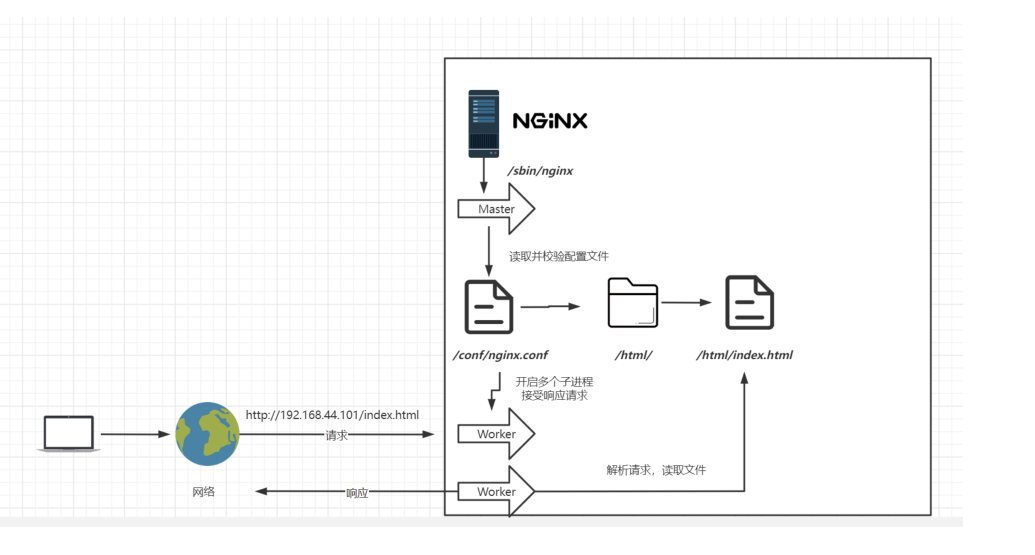 NGiNX
/sbin/nginx
Master
读取并校验配置文件
/conf/nginx.conf
/html/
/html/index.html
开启多个子进程
接受响应请求
http://192.168.44.101/index.html
请求
Worker
解析请求，读取文件
网络
响应
Worker